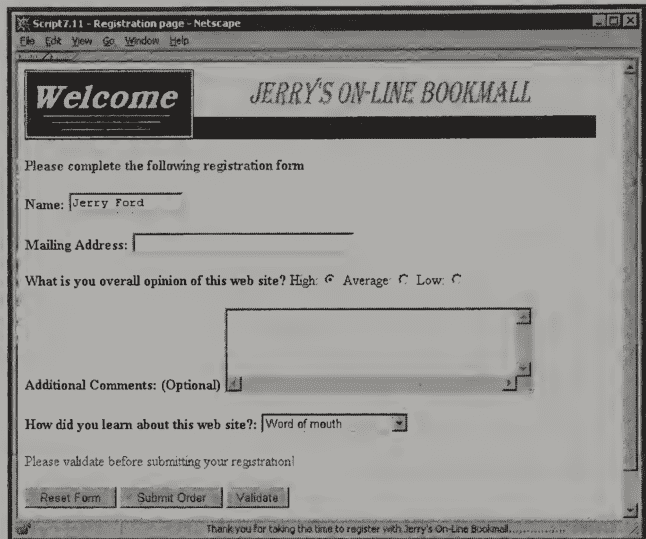 Script7.11 - Registration page - Netscape
File Edit View Go Window Help
Welcome
JERRY'S ON-LINE BOOKMALL
Please complete the following registration form
Name: Jerry Ford
Mailing Address:
What is you overall opinion of this web site? High: Average: Low:
Additional Comments: (Optional)
How did you learn about this web site?: Word of mouth
Please validate before submitting your registration!
Reset Form Submit Order Validate
Thank you for taking the time to register with Jerry's On-Line Bookmall................